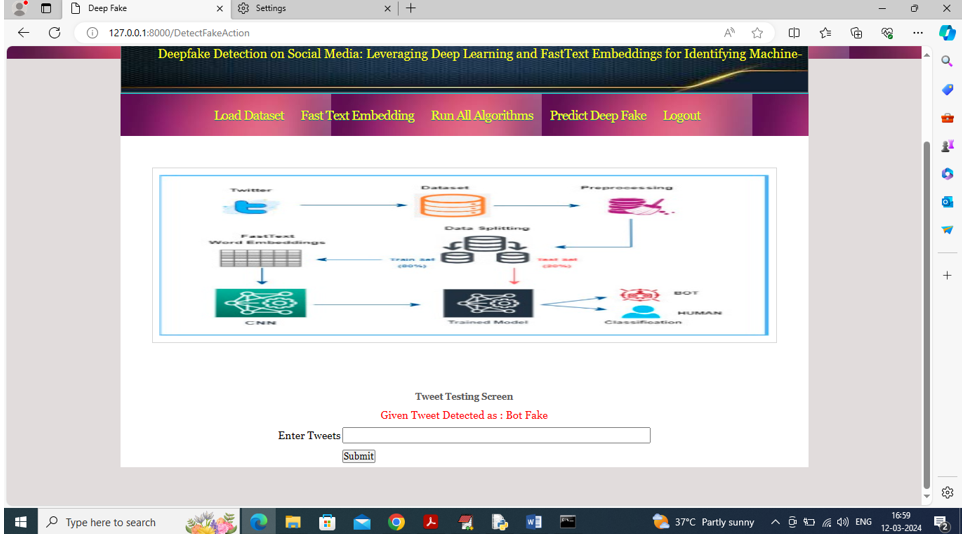 Deep Fake
Settings
127.0.0.1:8000/DetectFakeAction
Deepfake Detection on Social Media: Leveraging Deep Learning and FastText Embeddings for Identifying Machine-
Load Dataset Fast Text Embedding Run All Algorithms Predict Deep Fake Logout
Twitter Dataset Preprocessing
Data Splitting
FastText
Word Embeddings
Train set
(80%)
Test set
(20%)
BOT
HUMAN
CNN Trained Model Classification
Tweet Testing Screen
Given Tweet Detected as : Bot Fake
Enter Tweets
Submit
Type here to search
37°C Partly sunny
ENG
16:59
12-03-2024
2